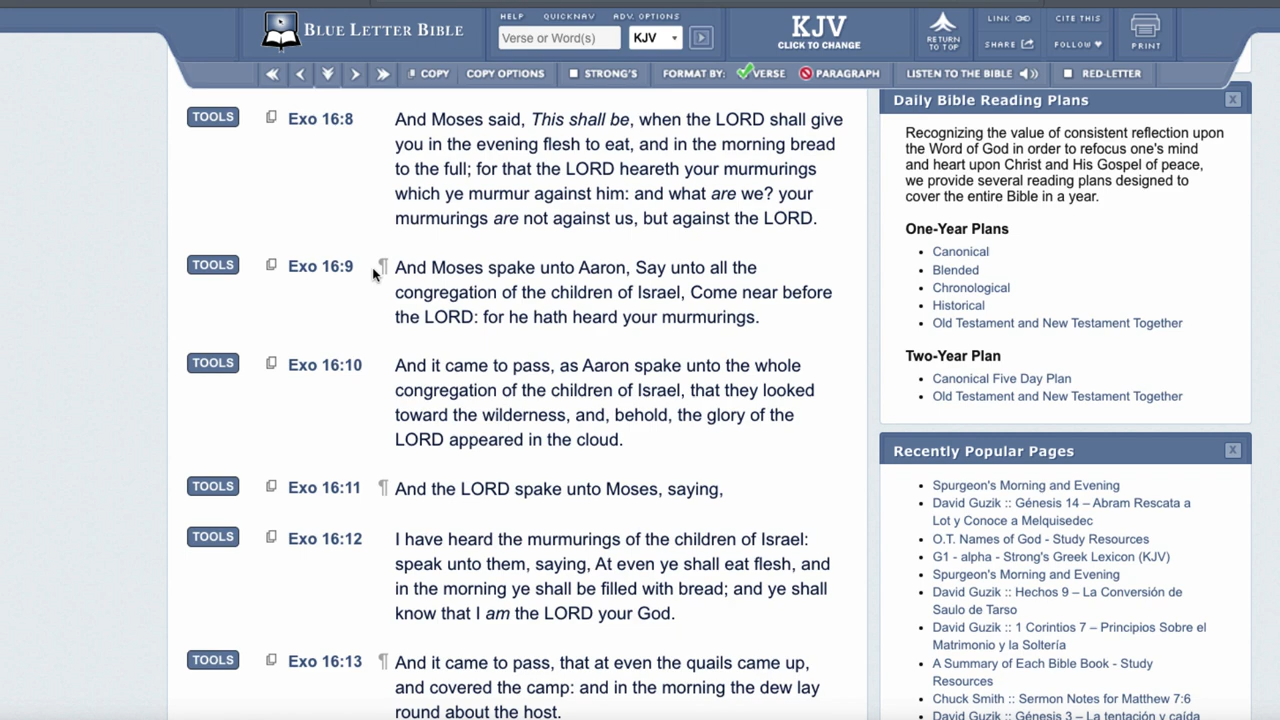 BLUE LETTER BIBLE
HELP QUICKNAV ADV. OPTIONS
Verse or Word(s) KJV
KJV
CLICK TO CHANGE
RETURN
TO TOP
LINK CITE THIS
SHARE FOLLOW
PRINT
COPY COPY OPTIONS STRONG'S FORMAT BY: VERSE PARAGRAPH LISTEN TO THE BIBLE RED-LETTER
TOOLS Exo 16:8 And Moses said, This shall be, when the LORD shall give
you in the evening flesh to eat, and in the morning bread
to the full; for that the LORD heareth your murmurings
which ye murmur against him: and what are we? your
murmurings are not against us, but against the LORD.
TOOLS Exo 16:9 ¶ And Moses spake unto Aaron, Say unto all the
congregation of the children of Israel, Come near before
the LORD: for he hath heard your murmurings.
TOOLS Exo 16:10 And it came to pass, as Aaron spake unto the whole
congregation of the children of Israel, that they looked
toward the wilderness, and, behold, the glory of the
LORD appeared in the cloud.
TOOLS Exo 16:11 ¶ And the LORD spake unto Moses, saying,
TOOLS Exo 16:12 I have heard the murmurings of the children of Israel:
speak unto them, saying, At even ye shall eat flesh, and
in the morning ye shall be filled with bread; and ye shall
know that I am the LORD your God.
TOOLS Exo 16:13 ¶ And it came to pass, that at even the quails came up,
and covered the camp: and in the morning the dew lay
round about the host.
Daily Bible Reading Plans X
Recognizing the value of consistent reflection upon
the Word of God in order to refocus one's mind
and heart upon Christ and His Gospel of peace,
we provide several reading plans designed to
cover the entire Bible in a year.
One-Year Plans
• Canonical
• Blended
• Chronological
• Historical
• Old Testament and New Testament Together
Two-Year Plan
• Canonical Five Day Plan
• Old Testament and New Testament Together
Recently Popular Pages X
• Spurgeon's Morning and Evening
• David Guzik :: Génesis 14 – Abram Rescata a
Lot y Conoce a Melquisedec
• O.T. Names of God - Study Resources
• G1 - alpha - Strong's Greek Lexicon (KJV)
• Spurgeon's Morning and Evening
• David Guzik :: Hechos 9 – La Conversión de
Saulo de Tarso
• David Guzik :: 1 Corintios 7 – Principios Sobre el
Matrimonio y la Soltería
• A Summary of Each Bible Book - Study
Resources
• Chuck Smith :: Sermon Notes for Matthew 7:6
• David Guzik :: Génesis 3 – La tentación y caída